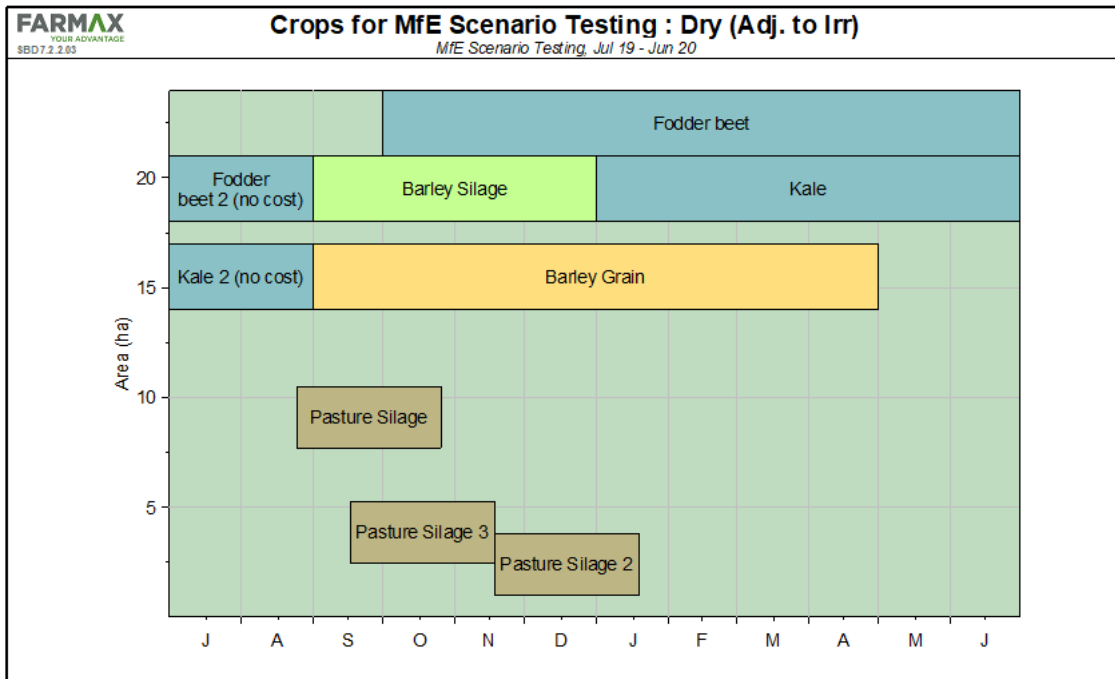 FARMAX
YOUR ADVANTAGE
SBD7.2.2.03
Crops for MfE Scenario Testing : Dry (Adj. to Irr)
MfE Scenario Testing, Jul 19 - Jun 20
Fodder beet
20
Fodder
beet 2 (no cost)
Barley Silage
Kale
15
Kale 2 (no cost)
Barley Grain
Area (ha)
10
Pasture Silage
5
Pasture Silage 3
Pasture Silage 2
J A S O N D J F M A M J